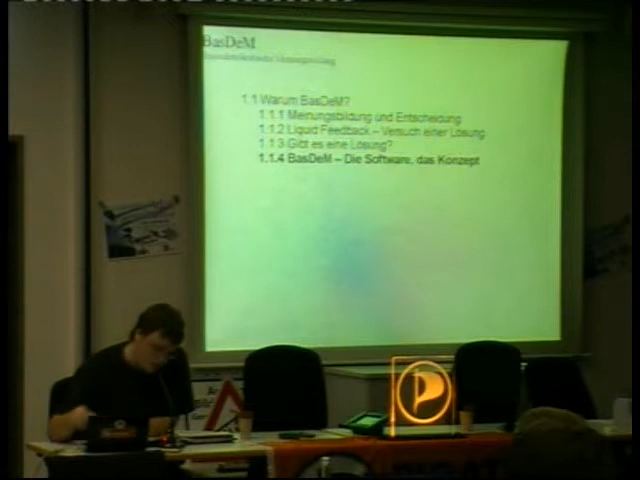 BasDeM
1.1 Warum BasDeM?
1.1.1 Meinungsbildung und Entscheidung
1.1.2 Liquid Feedback – Versuch einer Lösung
1.1.3 Gibt es eine Lösung?
1.1.4 BasDeM – Die Software, das Konzept
P